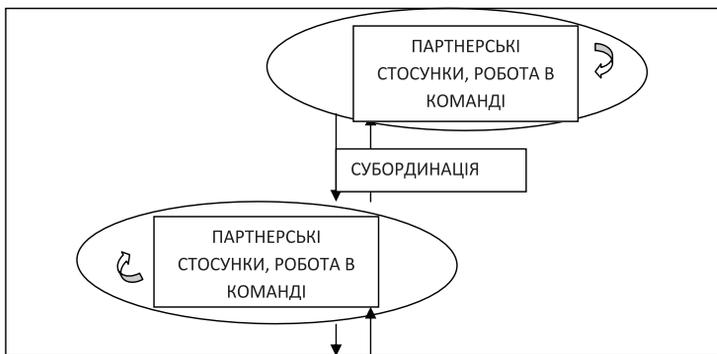 ПАРТНЕРСЬКІ
СТОСУНКИ, РОБОТА В
КОМАНДІ
СУБОРДИНАЦІЯ
ПАРТНЕРСЬКІ
СТОСУНКИ, РОБОТА В
КОМАНДІ